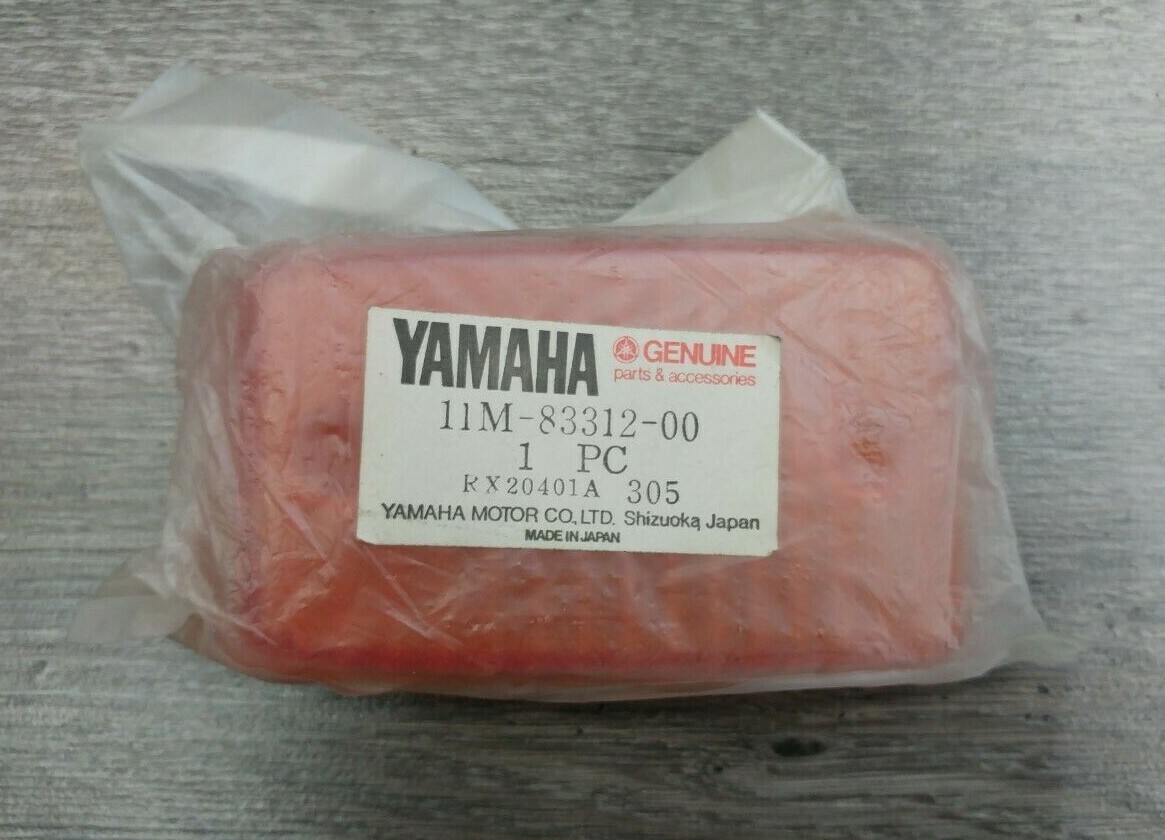 YAMAHA GENUINE
parts & accessories
11M-83312-00
1 PC
RX20401A 305
YAMAHA MOTOR CO., LTD. Shizuoka, Japan
MADE IN JAPAN